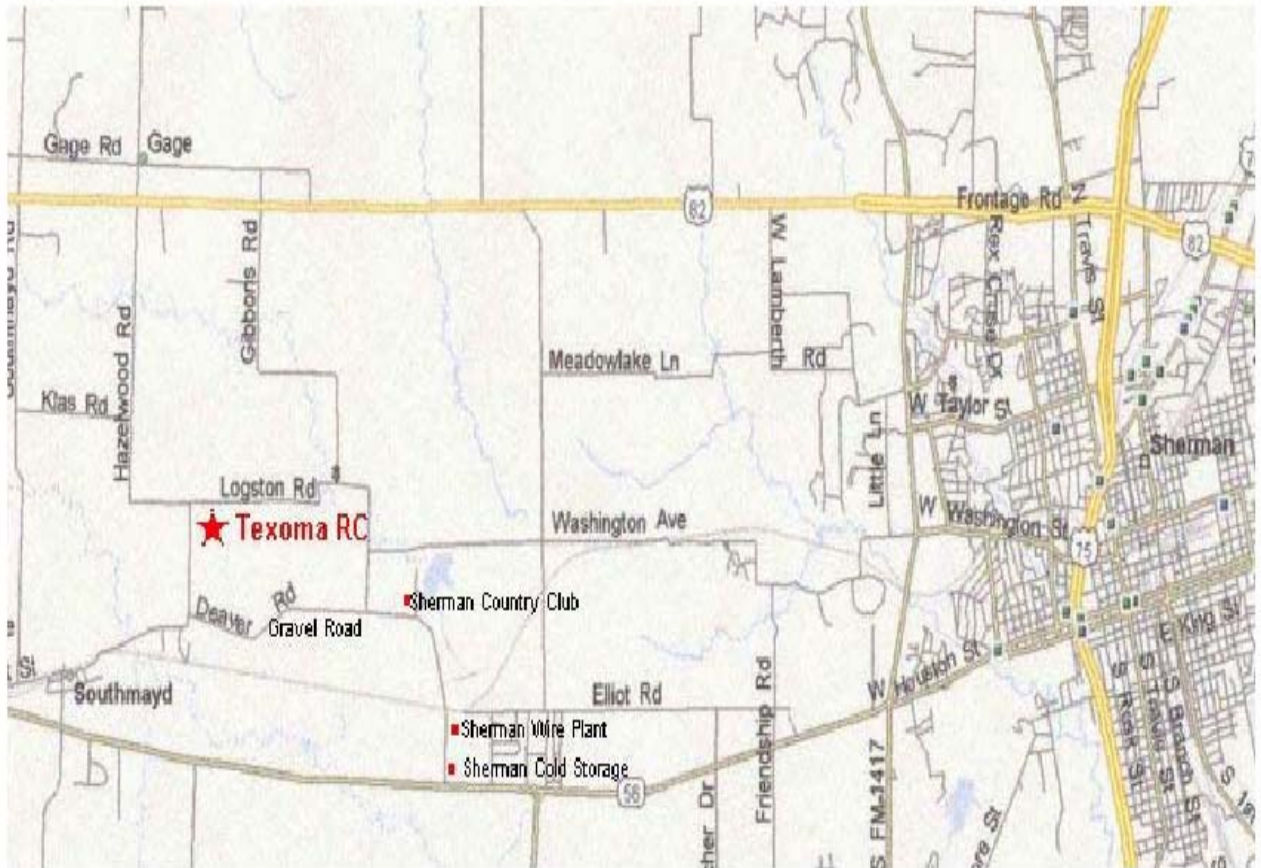 Gage Rd
Gage
82
Frontage Rd
N Travis St
82
Gibbons Rd
Hazelwood Rd
W Lamberth
Rd
Rex Cruse Dr
Meadowlake Ln
Klas Rd
W Taylor St
Sherman
Little Ln
Logston Rd
Texoma RC
Washington Ave
W Washington St
75
Deaver Rd
Gravel Road
Sherman Country Club
E King St
Southmayd
St
Elliot Rd
Friendship Rd
W Houston St
Sherman Wire Plant
Sherman Cold Storage
56
her Dr
S FM-1417
S Travis St
S Branch St